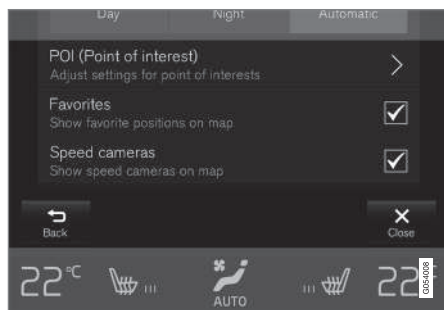 Day Night Automatic
POI (Point of interest)
Adjust settings for point of interests
Favorites
Show favorite positions on map
Speed cameras
Show speed cameras on map
Back Close
22°C AUTO 22°
G054008